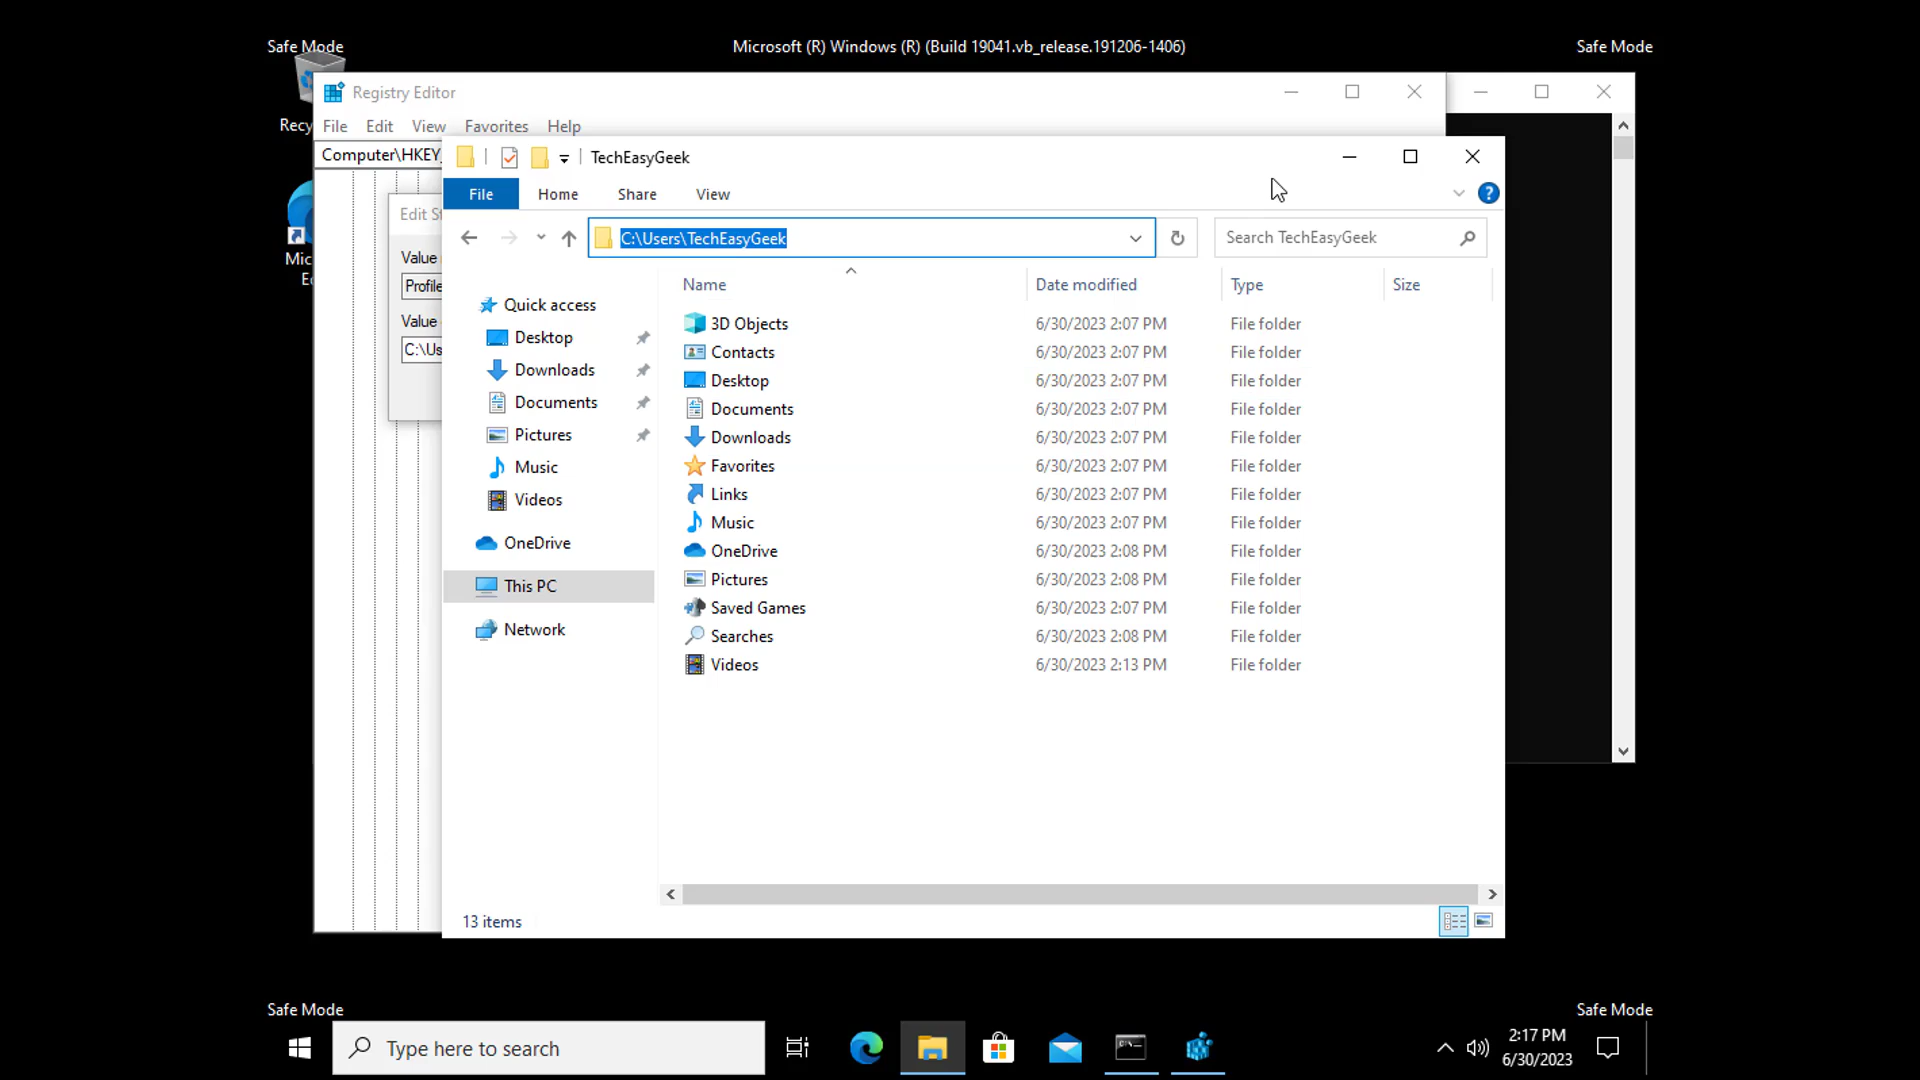 Safe Mode
Microsoft (R) Windows (R) (Build 19041.vb_release.191206-1406)
Safe Mode
Registry Editor
File Edit View Favorites Help
Computer\HKEY_
TechEasyGeek
File Home Share View
C:\Users\TechEasyGeek
Search TechEasyGeek
Recy
Edit St
Value
Profile
Value
C:\Us
Mic
E
Name Date modified Type Size
Quick access
Desktop
Downloads
Documents
Pictures
Music
Videos
OneDrive
This PC
Network
3D Objects 6/30/2023 2:07 PM File folder
Contacts 6/30/2023 2:07 PM File folder
Desktop 6/30/2023 2:07 PM File folder
Documents 6/30/2023 2:07 PM File folder
Downloads 6/30/2023 2:07 PM File folder
Favorites 6/30/2023 2:07 PM File folder
Links 6/30/2023 2:07 PM File folder
Music 6/30/2023 2:07 PM File folder
OneDrive 6/30/2023 2:08 PM File folder
Pictures 6/30/2023 2:08 PM File folder
Saved Games 6/30/2023 2:07 PM File folder
Searches 6/30/2023 2:08 PM File folder
Videos 6/30/2023 2:13 PM File folder
13 items
Safe Mode
Safe Mode
Type here to search
2:17 PM
6/30/2023